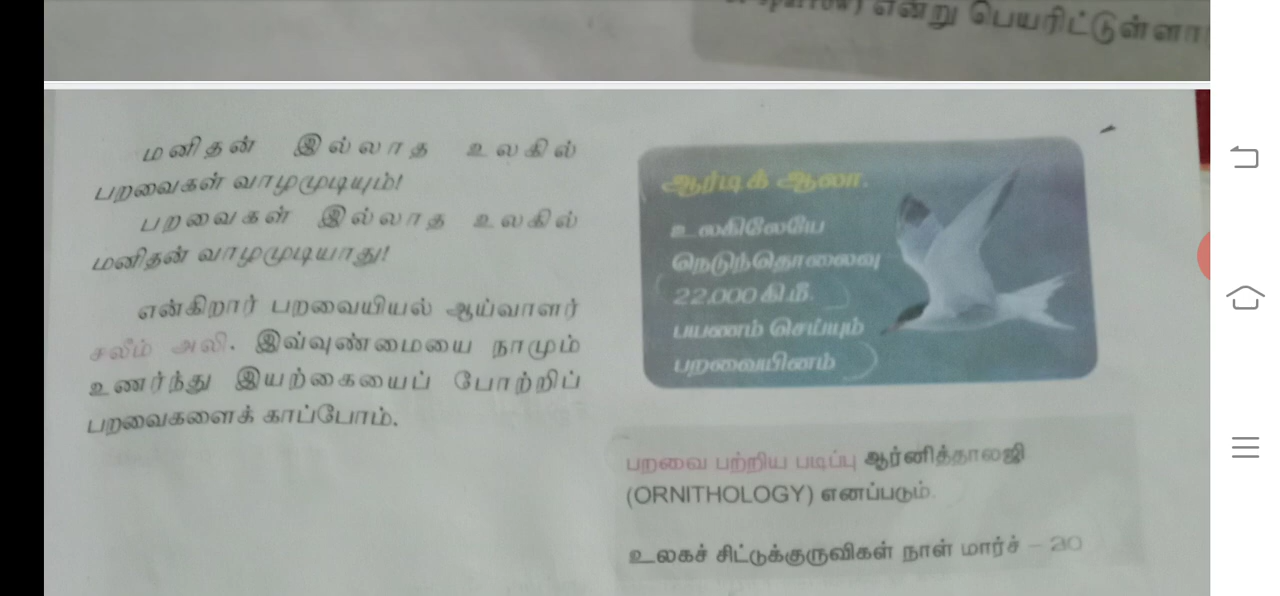 என்று பெயரிட்டுள்ளா
மனிதன் இல்லாத உலகில்
பறவைகள் வாழமுடியும்!
பறவைகள் இல்லாத உலகில்
மனிதன் வாழமுடியாது!
என்கிறார் பறவையியல் ஆய்வாளர்
சலீம் அலி. இவ்வுண்மையை நாமும்
உணர்ந்து இயற்கையைப் போற்றிப்
பறவைகளைக் காப்போம்.
ஆர்டிக் ஆலா.
உலகிலேயே
நெடுந்தொலைவு
22,000 கி.மீ.
பயணம் செய்யும்
பறவையினம்
பறவை பற்றிய படிப்பு ஆர்னித்தாலஜி
(ORNITHOLOGY) எனப்படும்.
உலகச் சிட்டுக்குருவிகள் நாள் மார்ச் – 20